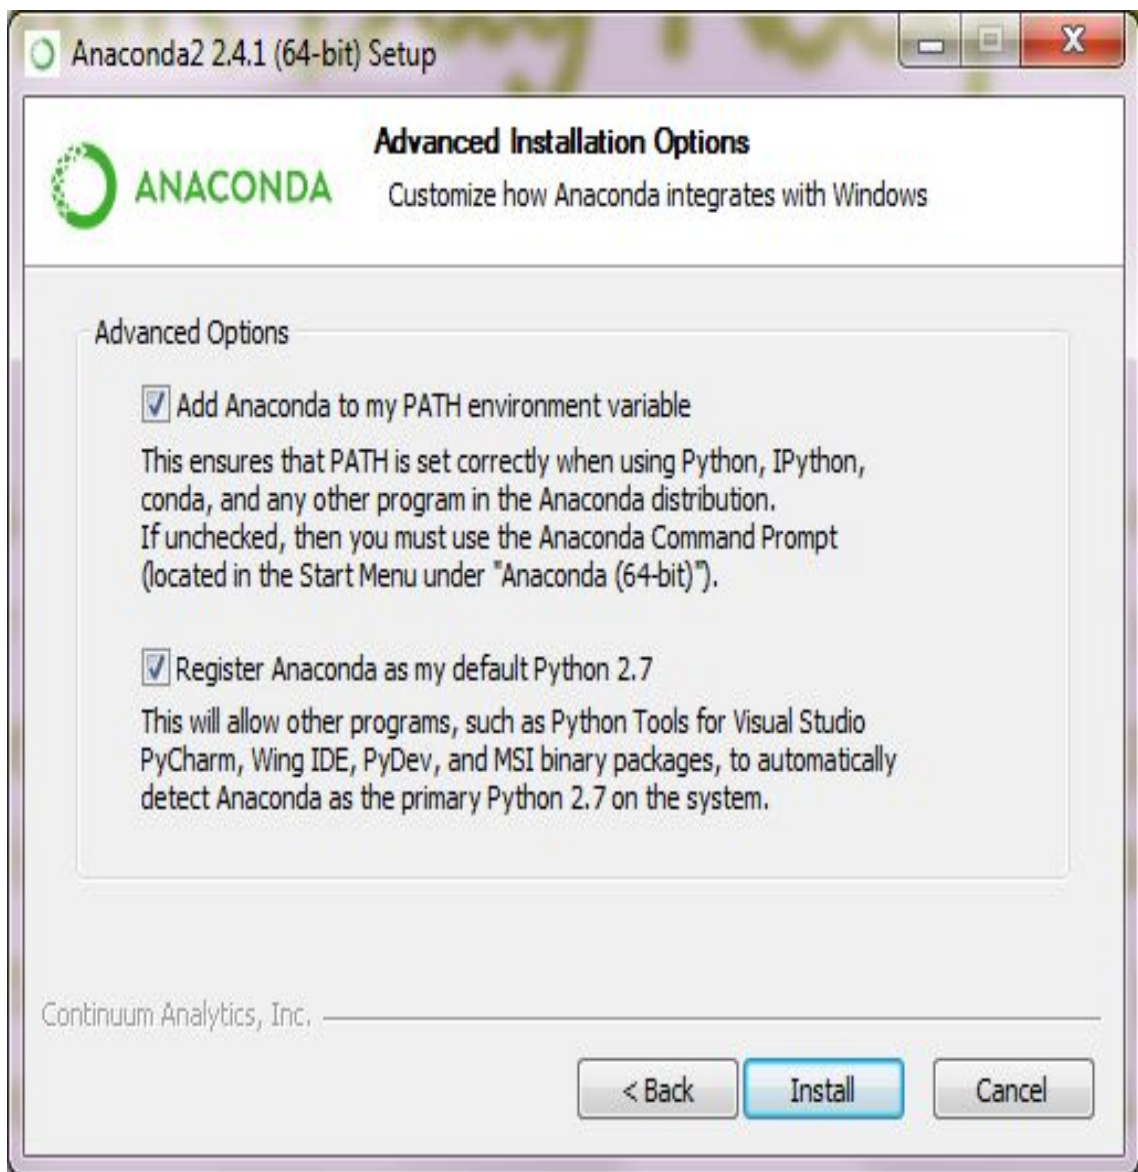 Anaconda2 2.4.1 (64-bit) Setup
X
ANACONDA
Advanced Installation Options
Customize how Anaconda integrates with Windows
Advanced Options
Add Anaconda to my PATH environment variable
This ensures that PATH is set correctly when using Python, IPython,
conda, and any other program in the Anaconda distribution.
If unchecked, then you must use the Anaconda Command Prompt
(located in the Start Menu under "Anaconda (64-bit)").
Register Anaconda as my default Python 2.7
This will allow other programs, such as Python Tools for Visual Studio
PyCharm, Wing IDE, PyDev, and MSI binary packages, to automatically
detect Anaconda as the primary Python 2.7 on the system.
Continuum Analytics, Inc.
< Back
Install
Cancel